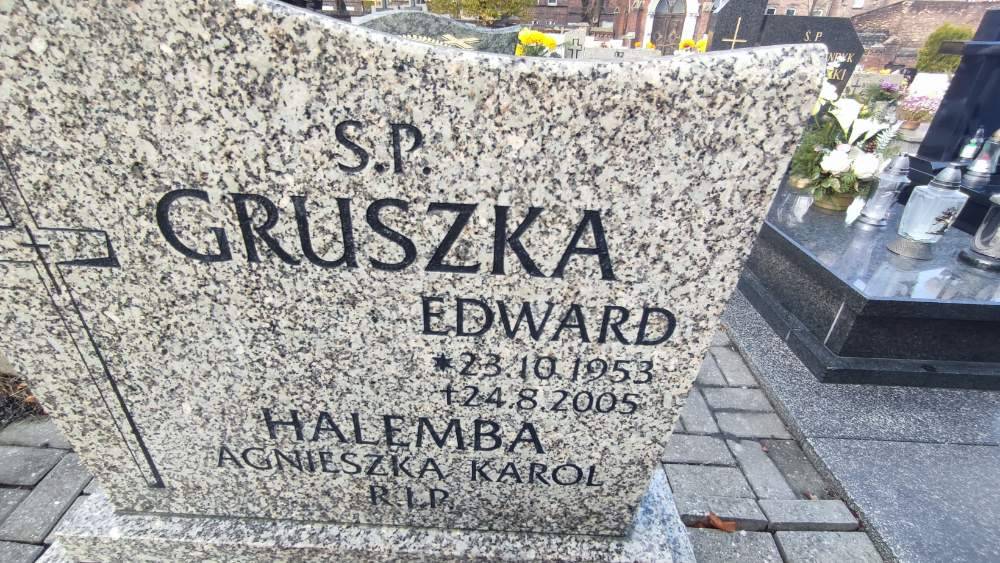 S.P.
GRUSZKA
EDWARD
*23.10.1953
†24.8.2005
HALEMBA
AGNIESZKA KAROL
R.I.P.
Ś.P.